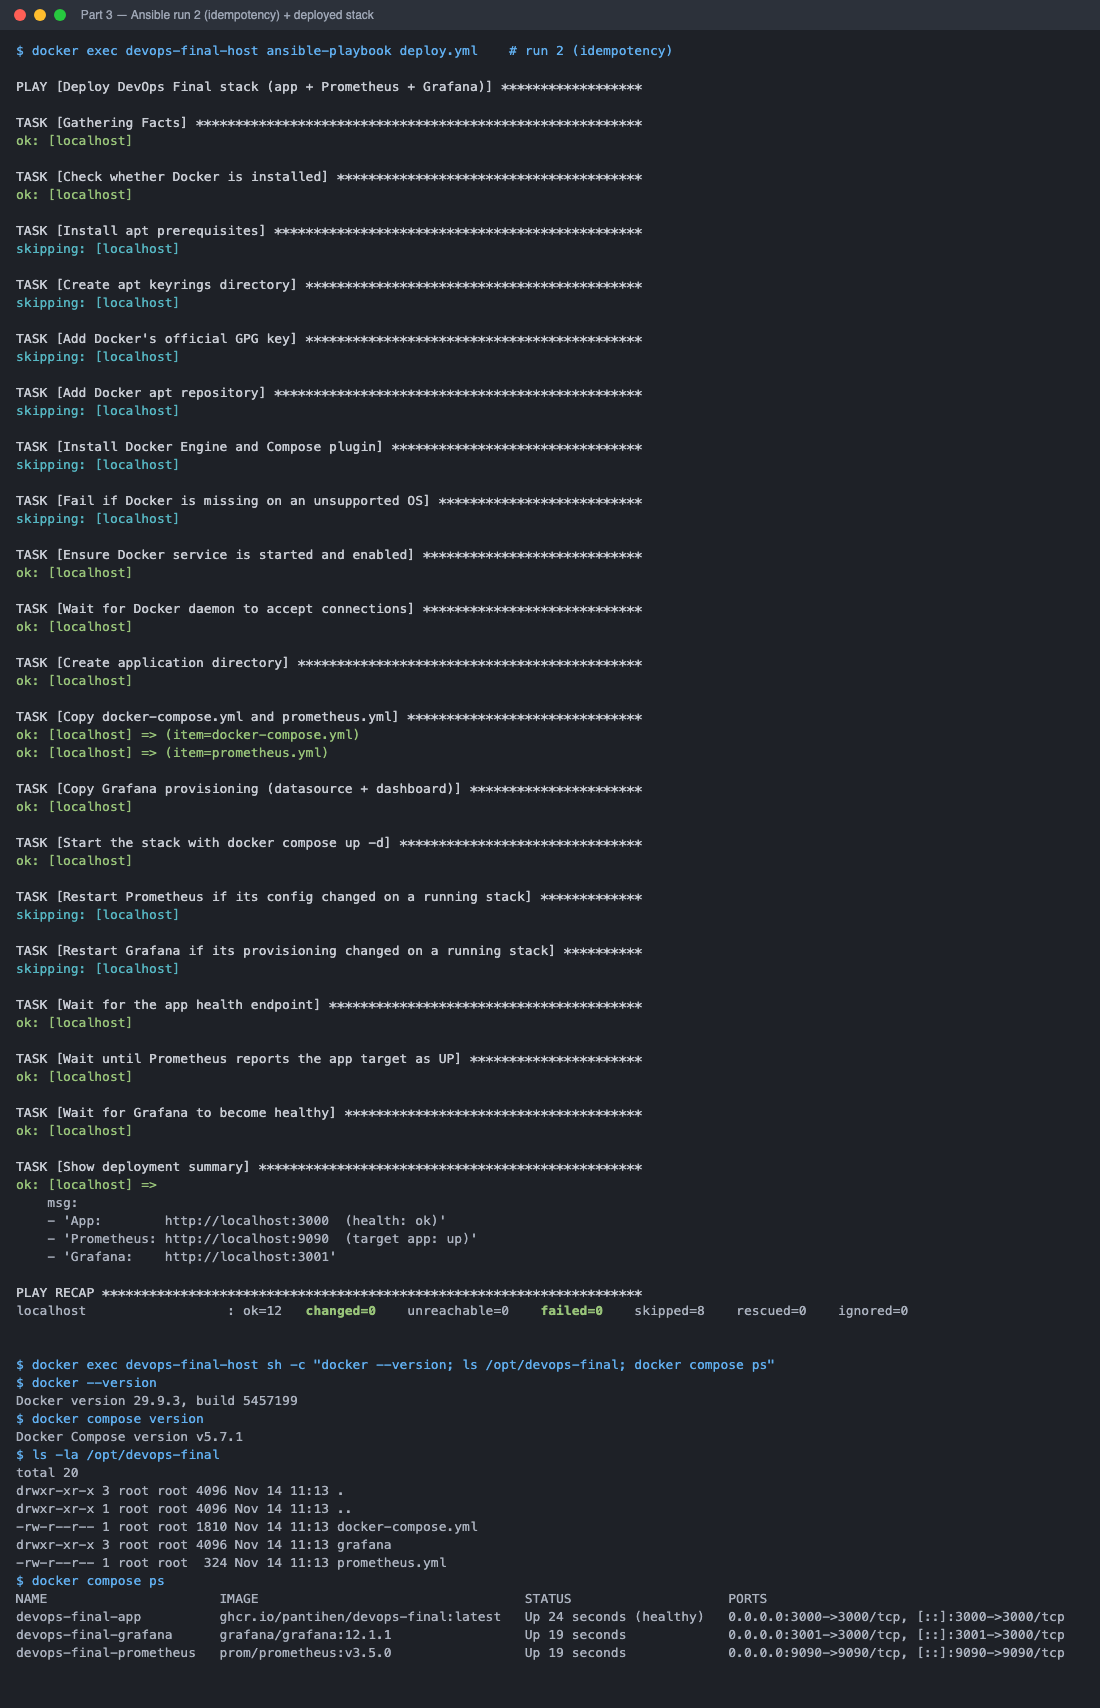 Part 3 — Ansible run 2 (idempotency) + deployed stack
$ docker exec devops-final-host ansible-playbook deploy.yml    # run 2 (idempotency)
PLAY [Deploy DevOps Final stack (app + Prometheus + Grafana)] ******************
TASK [Gathering Facts] *********************************************************
ok: [localhost]
TASK [Check whether Docker is installed] ***************************************
ok: [localhost]
TASK [Install apt prerequisites] ***********************************************
skipping: [localhost]
TASK [Create apt keyrings directory] *******************************************
skipping: [localhost]
TASK [Add Docker's official GPG key] *******************************************
skipping: [localhost]
TASK [Add Docker apt repository] ***********************************************
skipping: [localhost]
TASK [Install Docker Engine and Compose plugin] ********************************
skipping: [localhost]
TASK [Fail if Docker is missing on an unsupported OS] **************************
skipping: [localhost]
TASK [Ensure Docker service is started and enabled] ****************************
ok: [localhost]
TASK [Wait for Docker daemon to accept connections] ****************************
ok: [localhost]
TASK [Create application directory] ********************************************
ok: [localhost]
TASK [Copy docker-compose.yml and prometheus.yml] ******************************
ok: [localhost] => (item=docker-compose.yml)
ok: [localhost] => (item=prometheus.yml)
TASK [Copy Grafana provisioning (datasource + dashboard)] **********************
ok: [localhost]
TASK [Start the stack with docker compose up -d] *******************************
ok: [localhost]
TASK [Restart Prometheus if its config changed on a running stack] *************
skipping: [localhost]
TASK [Restart Grafana if its provisioning changed on a running stack] **********
skipping: [localhost]
TASK [Wait for the app health endpoint] ****************************************
ok: [localhost]
TASK [Wait until Prometheus reports the app target as UP] **********************
ok: [localhost]
TASK [Wait for Grafana to become healthy] **************************************
ok: [localhost]
TASK [Show deployment summary] *************************************************
ok: [localhost] =>
    msg:
    - 'App:        http://localhost:3000  (health: ok)'
    - 'Prometheus: http://localhost:9090  (target app: up)'
    - 'Grafana:    http://localhost:3001'
PLAY RECAP *********************************************************************
localhost                  : ok=12   changed=0    unreachable=0    failed=0    skipped=8    rescued=0    ignored=0
$ docker exec devops-final-host sh -c "docker --version; ls /opt/devops-final; docker compose ps"
$ docker --version
Docker version 29.9.3, build 5457199
$ docker compose version
Docker Compose version v5.7.1
$ ls -la /opt/devops-final
total 20
drwxr-xr-x 3 root root 4096 Nov 14 11:13 .
drwxr-xr-x 1 root root 4096 Nov 14 11:13 ..
-rw-r--r-- 1 root root 1810 Nov 14 11:13 docker-compose.yml
drwxr-xr-x 3 root root 4096 Nov 14 11:13 grafana
-rw-r--r-- 1 root root  324 Nov 14 11:13 prometheus.yml
$ docker compose ps
NAME                      IMAGE                                  STATUS                    PORTS
devops-final-app          ghcr.io/pantihen/devops-final:latest   Up 24 seconds (healthy)   0.0.0.0:3000->3000/tcp, [::]:3000->3000/tcp
devops-final-grafana      grafana/grafana:12.1.1                 Up 19 seconds             0.0.0.0:3001->3000/tcp, [::]:3001->3000/tcp
devops-final-prometheus   prom/prometheus:v3.5.0                 Up 19 seconds             0.0.0.0:9090->9090/tcp, [::]:9090->9090/tcp